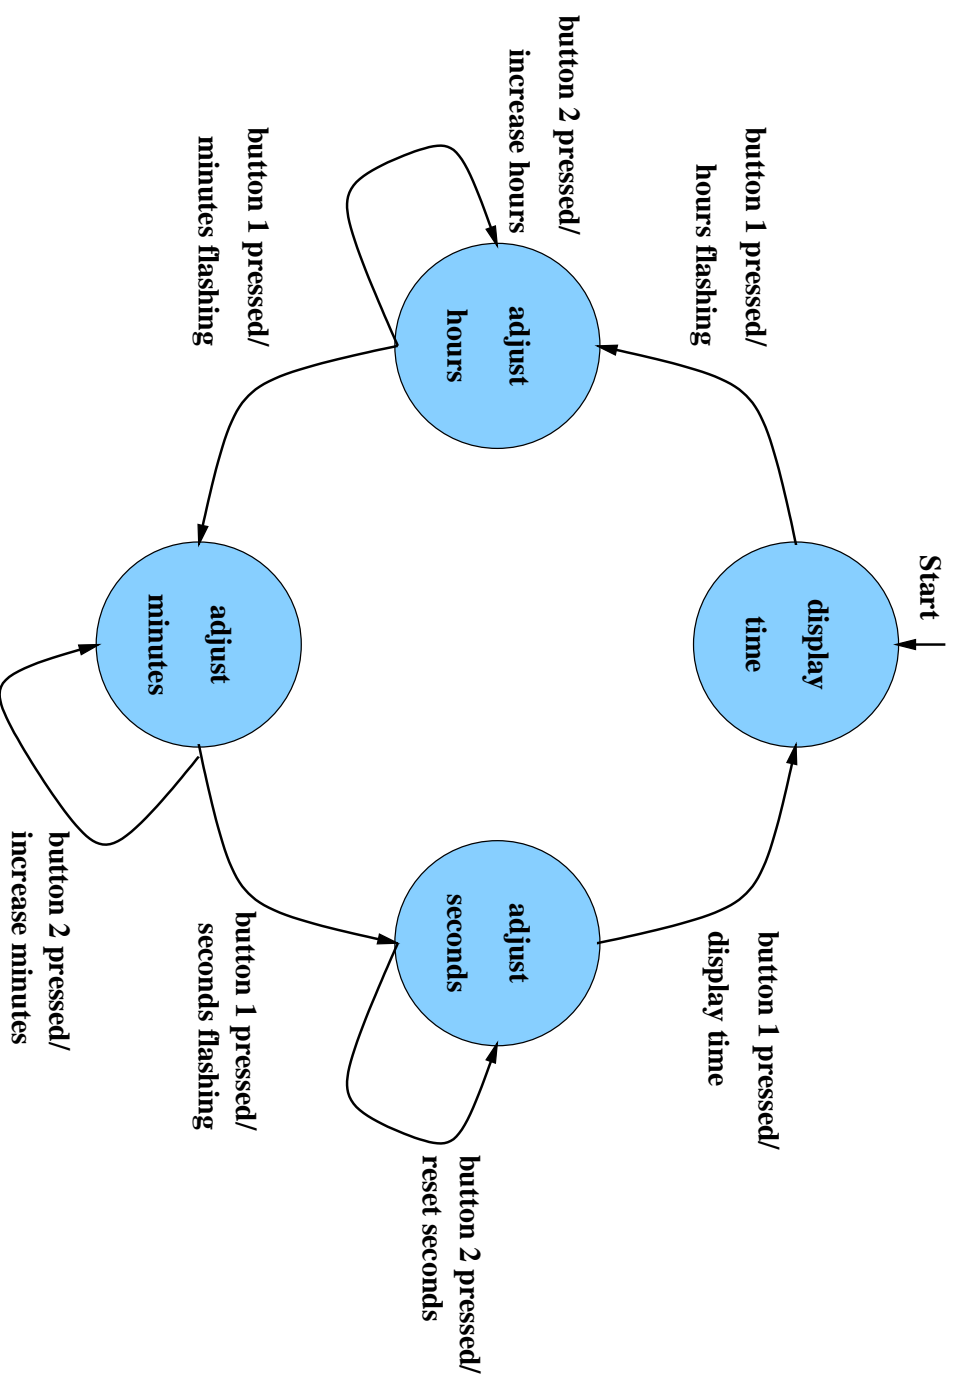 Start
display
time
button 1 pressed/
hours flashing
button 1 pressed/
display time
button 2 pressed/
increase hours
adjust
hours
adjust
seconds
button 2 pressed/
reset seconds
button 1 pressed/
minutes flashing
button 1 pressed/
seconds flashing
adjust
minutes
button 2 pressed/
increase minutes